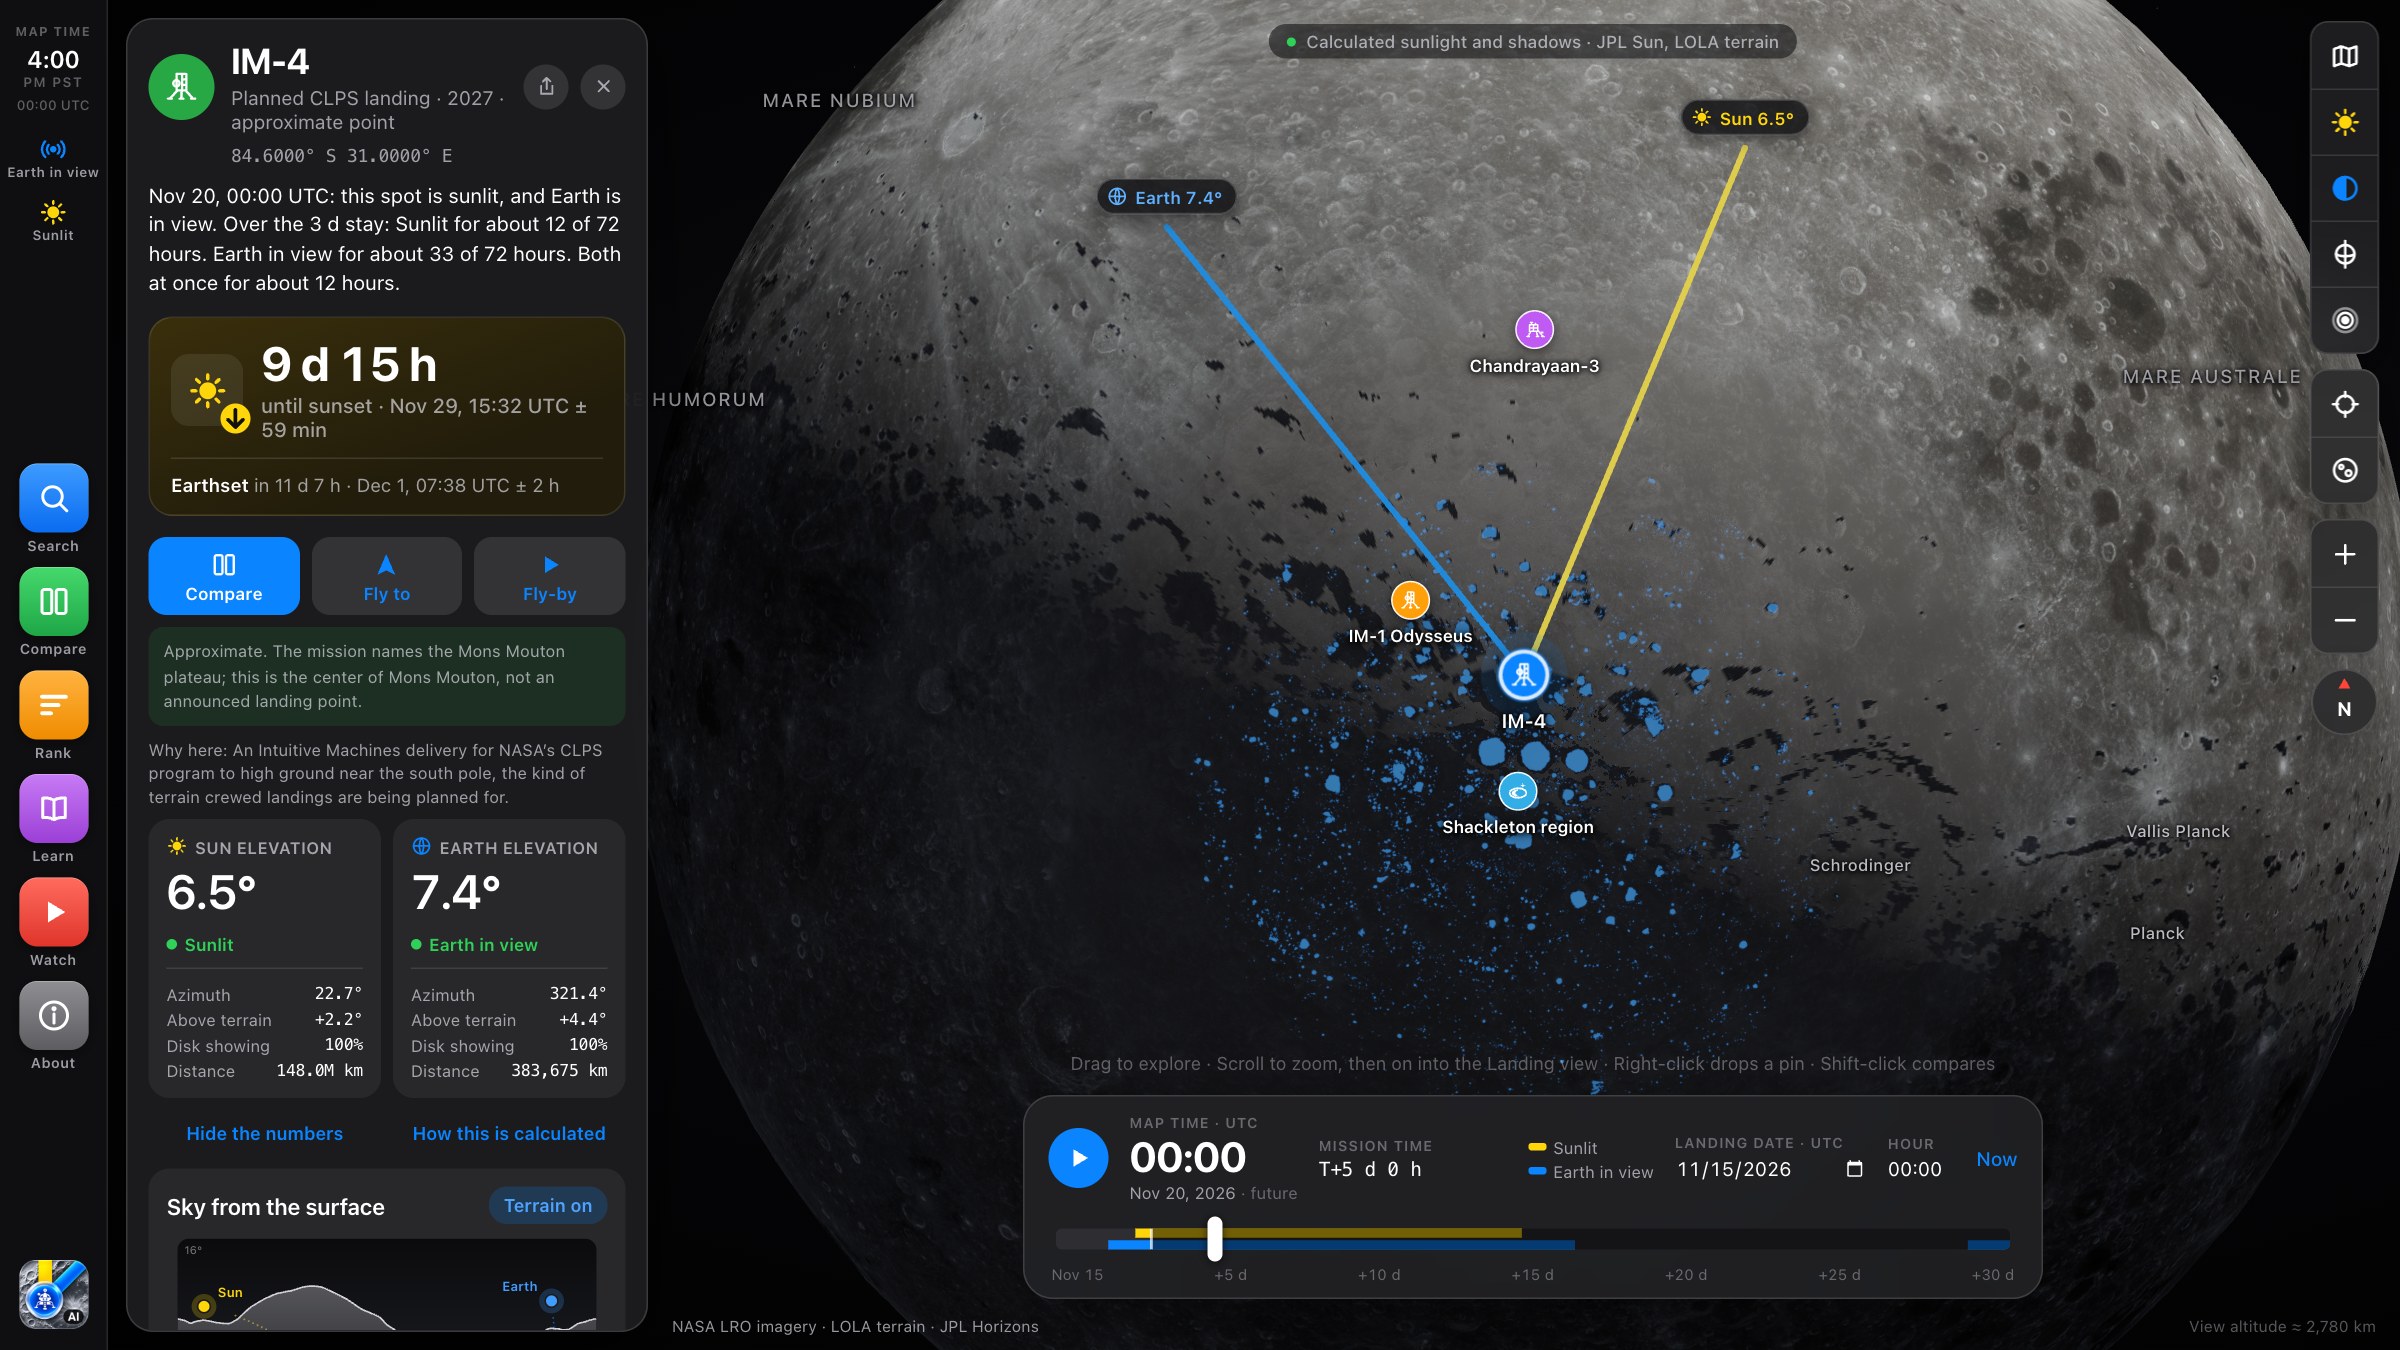 MAP TIME
4:00
PM PST
00:00 UTC
Earth in view
Sunlit
Search
Compare
Rank
Learn
Watch
About
AI
IM-4
Planned CLPS landing · 2027 ·
approximate point
84.6000° S 31.0000° E
Nov 20, 00:00 UTC: this spot is sunlit, and Earth is
in view. Over the 3 d stay: Sunlit for about 12 of 72
hours. Earth in view for about 33 of 72 hours. Both
at once for about 12 hours.
9 d 15 h
until sunset · Nov 29, 15:32 UTC ±
59 min
Earthset in 11 d 7 h · Dec 1, 07:38 UTC ± 2 h
Compare
Fly to
Fly-by
Approximate. The mission names the Mons Mouton
plateau; this is the center of Mons Mouton, not an
announced landing point.
Why here: An Intuitive Machines delivery for NASA's CLPS
program to high ground near the south pole, the kind of
terrain crewed landings are being planned for.
SUN ELEVATION
6.5°
Sunlit
Azimuth 22.7°
Above terrain +2.2°
Disk showing 100%
Distance 148.0M km
EARTH ELEVATION
7.4°
Earth in view
Azimuth 321.4°
Above terrain +4.4°
Disk showing 100%
Distance 383,675 km
Hide the numbers
How this is calculated
Sky from the surface
Terrain on
16°
Sun
Earth
Calculated sunlight and shadows · JPL Sun, LOLA terrain
MARE NUBIUM
Sun 6.5°
Earth 7.4°
Chandrayaan-3
HUMORUM
MARE AUSTRALE
IM-1 Odysseus
IM-4
Shackleton region
Vallis Planck
Schrodinger
Planck
N
Drag to explore · Scroll to zoom, then on into the Landing view · Right-click drops a pin · Shift-click compares
MAP TIME · UTC
00:00
Nov 20, 2026 · future
MISSION TIME
T+5 d 0 h
Sunlit
Earth in view
LANDING DATE · UTC
11/15/2026
HOUR
00:00
Now
Nov 15
+5 d
+10 d
+15 d
+20 d
+25 d
+30 d
NASA LRO imagery · LOLA terrain · JPL Horizons
View altitude ≈ 2,780 km